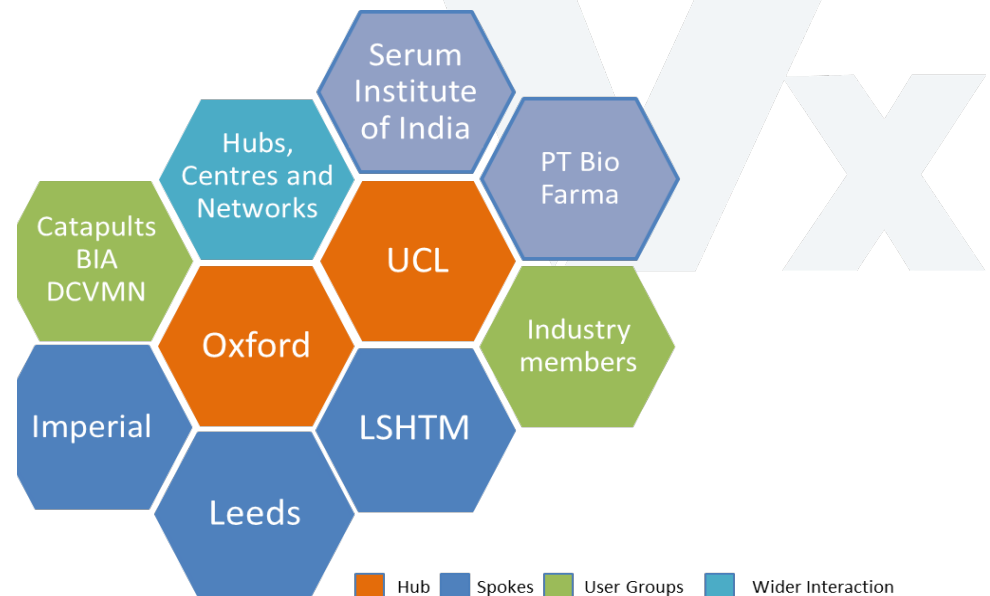 Serum
Institute
of India
Hubs,
Centres and
Networks
PT Bio
Farma
Catapults
BIA
DCVMN
UCL
Oxford
Industry
members
Imperial
LSHTM
Leeds
Hub
Spokes
User Groups
Wider Interaction
Vx